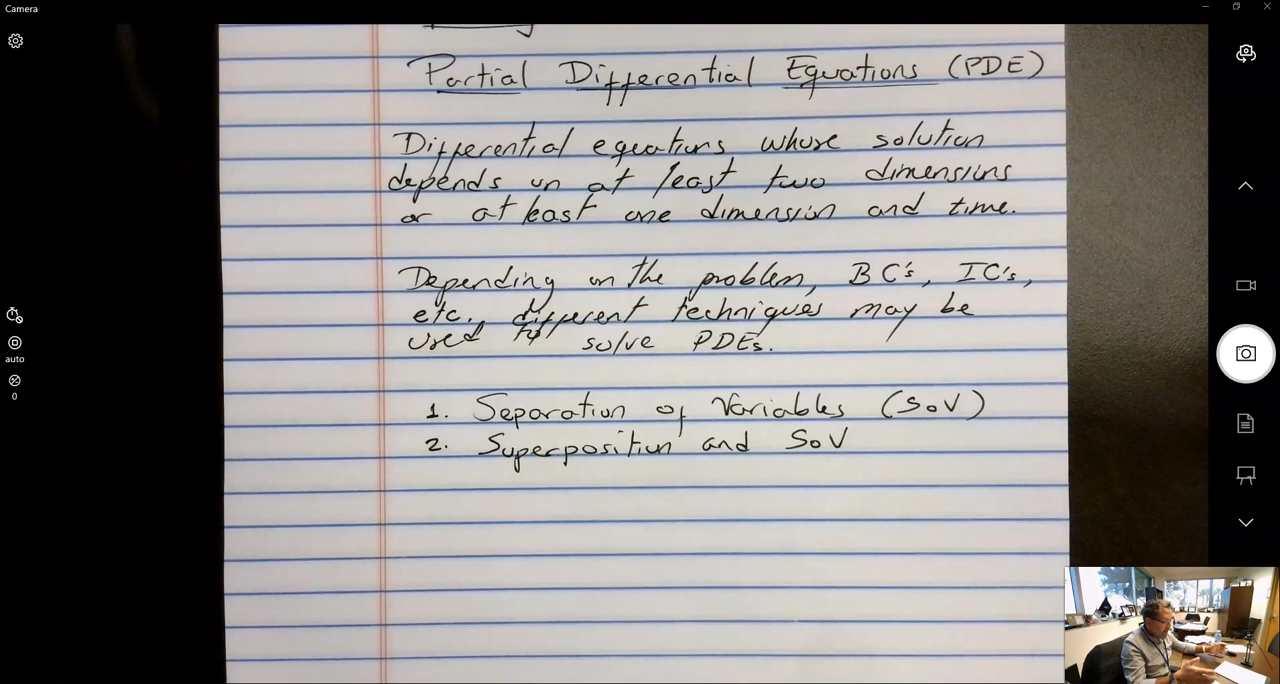 Camera
Partial Differential Equations (PDE)
Differential equations whose solution
depends on at least two dimensions
or at least one dimension and time.
Depending on the problem, BC's, IC's,
etc., different techniques may be
used to solve PDEs.
1. Separation of Variables (SoV)
2. Superposition and SoV
auto
0